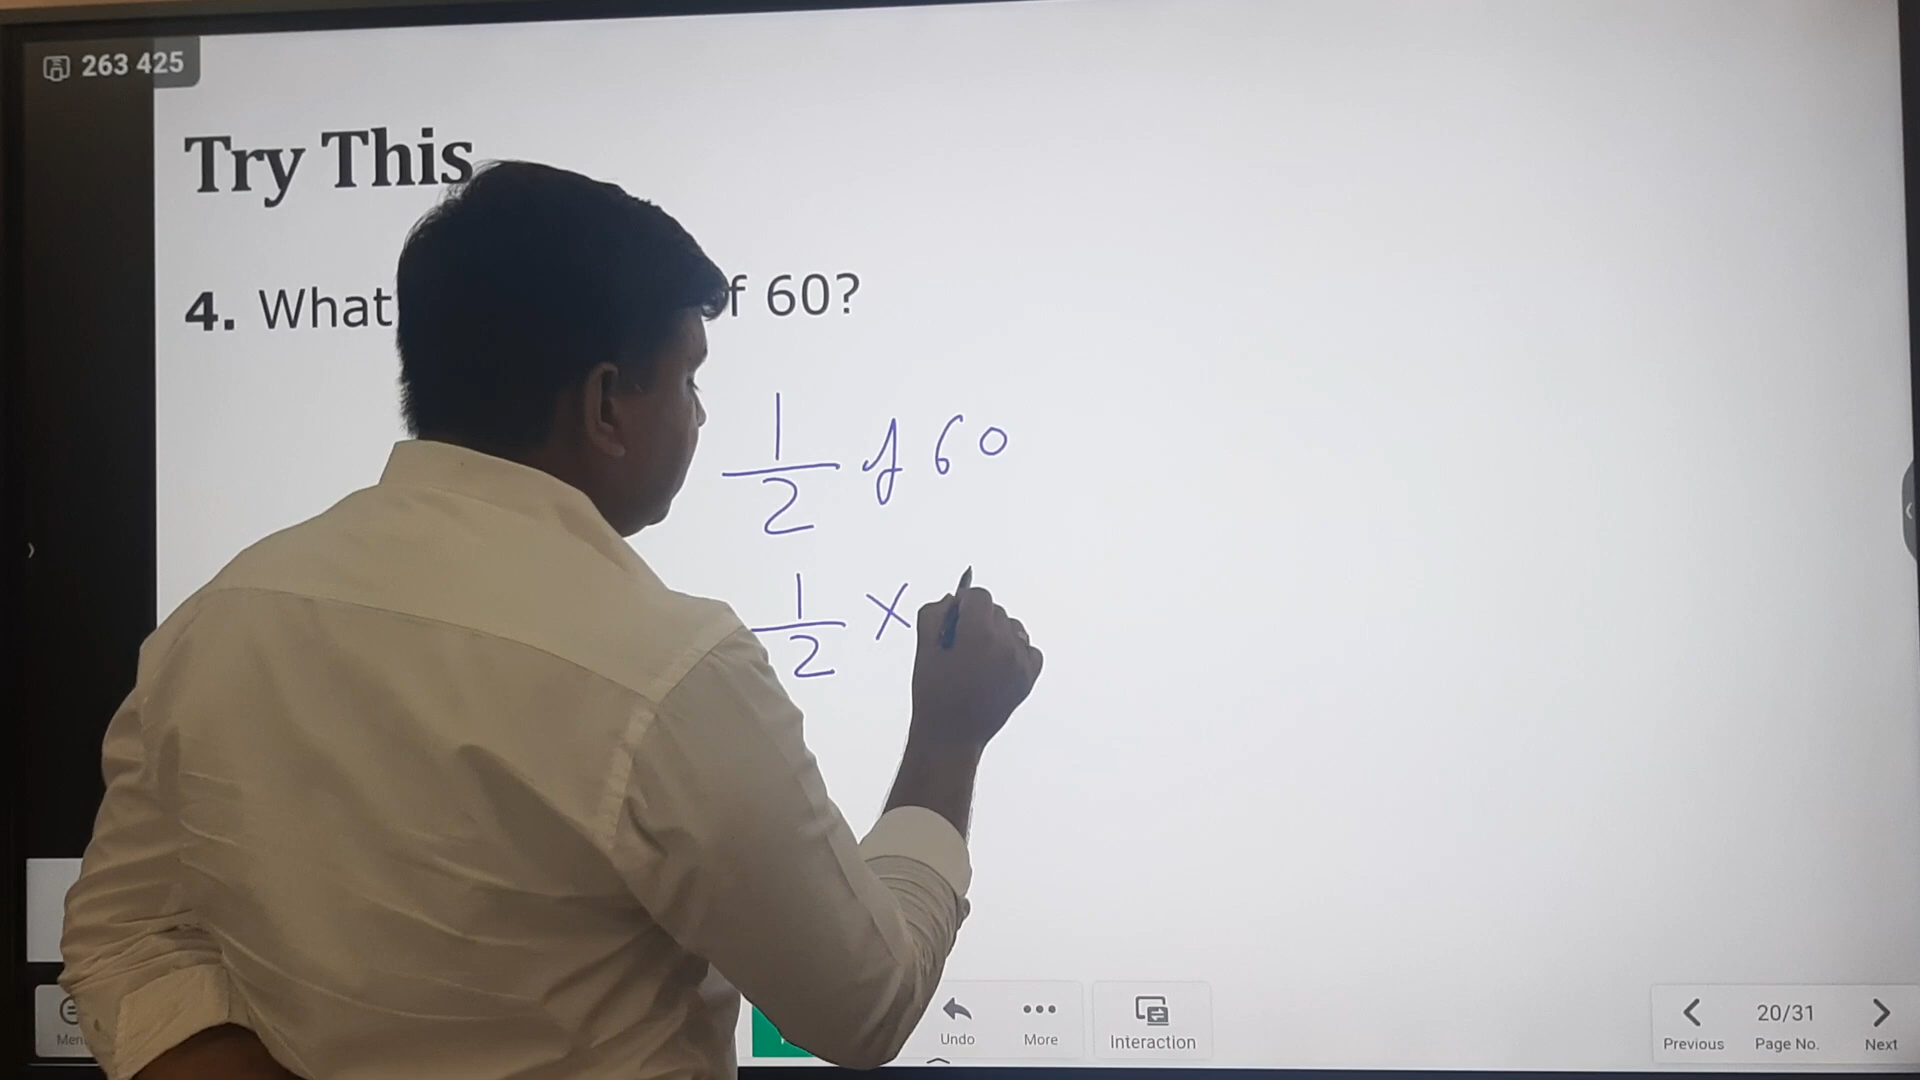 263 425
Try This
4. What f 60?
1/2 of 60
1/2 ×
Undo
More
Interaction
Previous
20/31
Page No.
Next